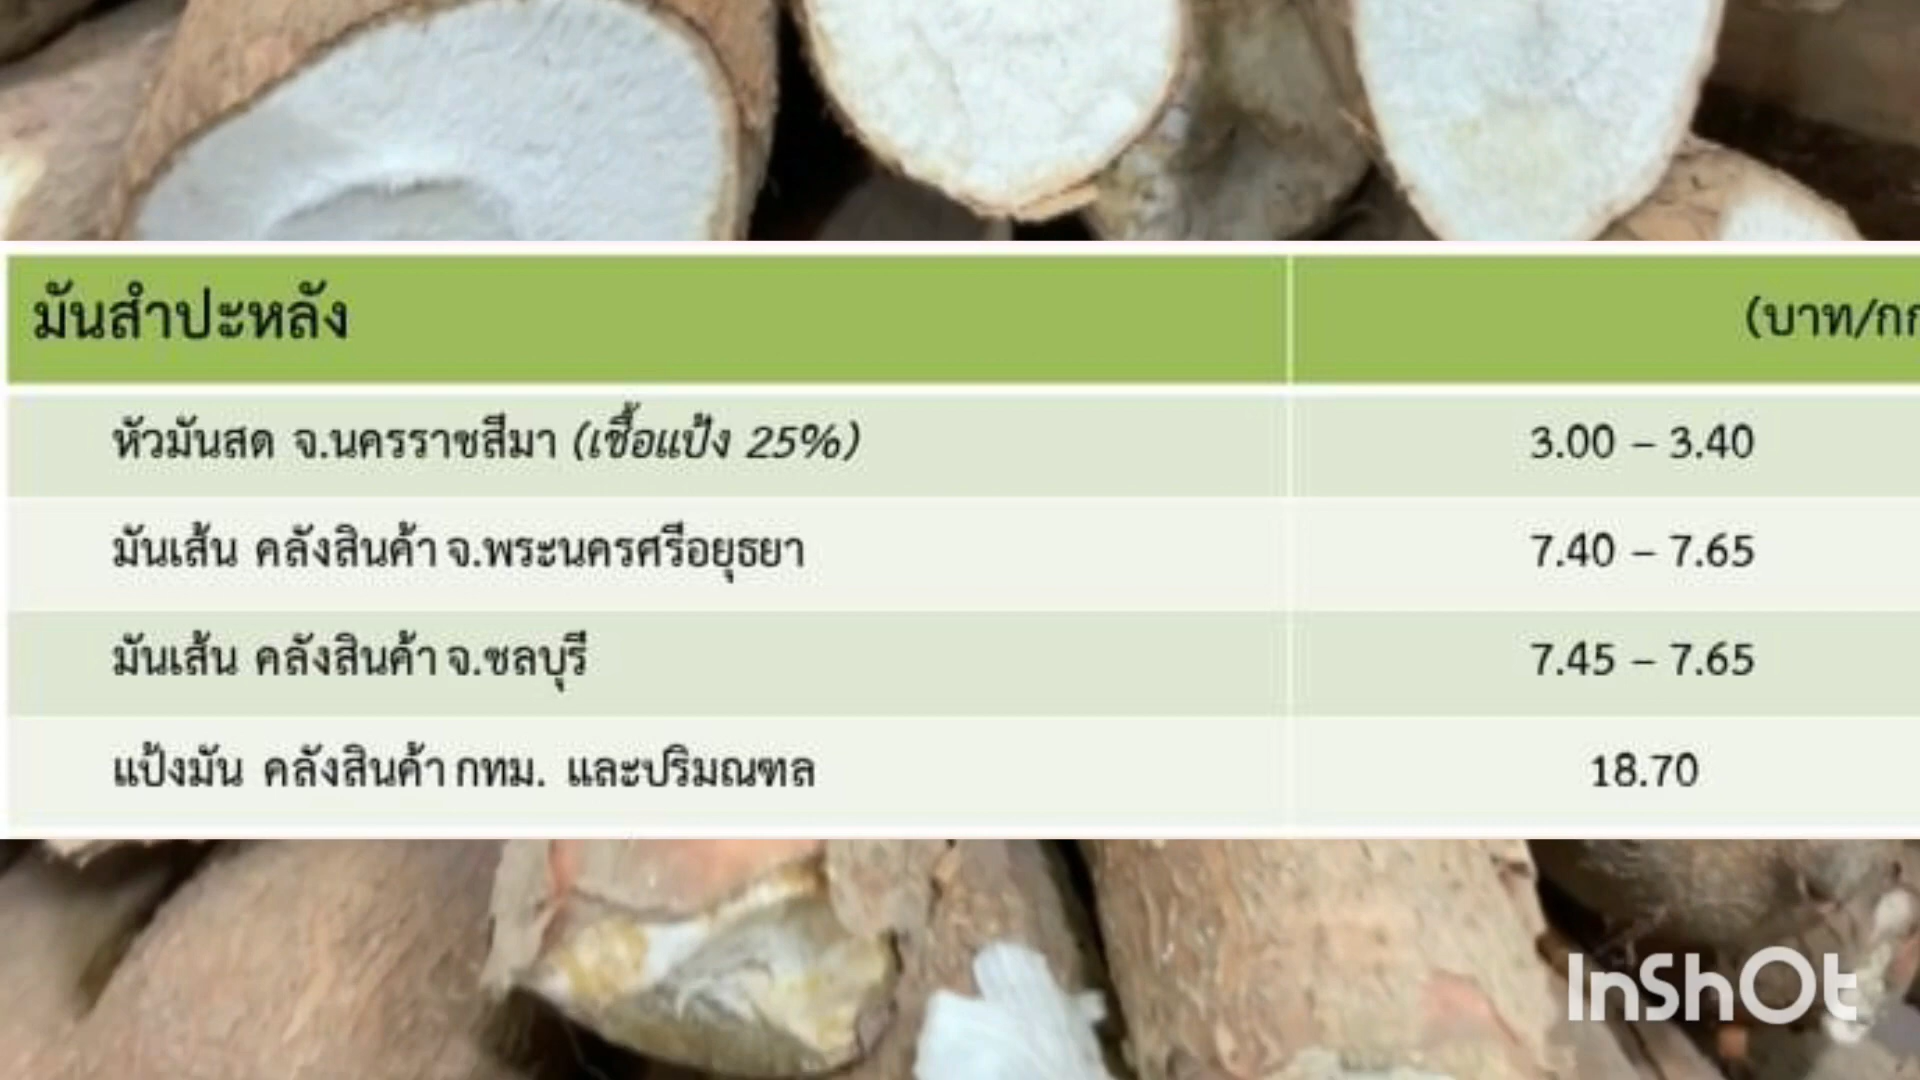 มันสำปะหลัง (บาท/กก
หัวมันสด จ.นครราชสีมา (เชื้อแป้ง 25%) 3.00 – 3.40
มันเส้น คลังสินค้า จ.พระนครศรีอยุธยา 7.40 – 7.65
มันเส้น คลังสินค้า จ.ชลบุรี 7.45 – 7.65
แป้งมัน คลังสินค้า กทม. และปริมณฑล 18.70
InShOt